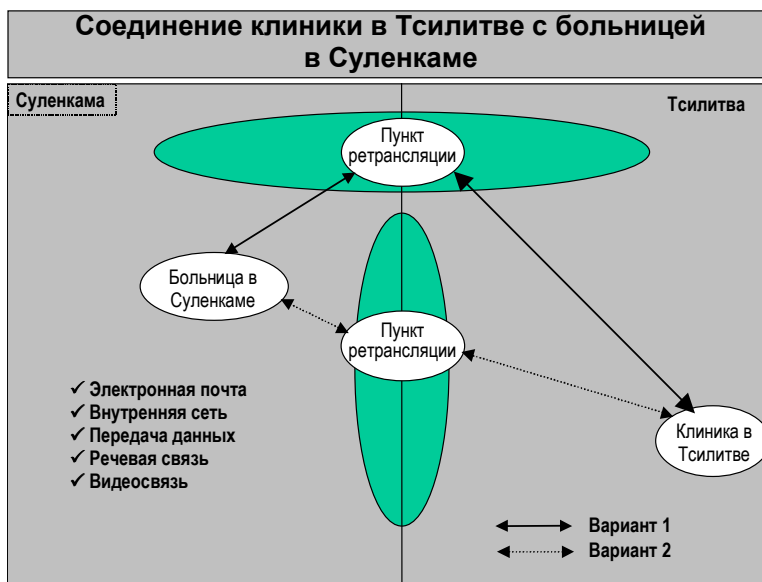 Соединение клиники в Тсилитве с больницей
в Суленкаме
Суленкама
Тсилитва
Пункт
ретрансляции
Больница в
Суленкаме
Пункт
ретрансляции
✓ Электронная почта
✓ Внутренняя сеть
✓ Передача данных
✓ Речевая связь
✓ Видеосвязь
Клиника в
Тсилитве
Вариант 1
Вариант 2